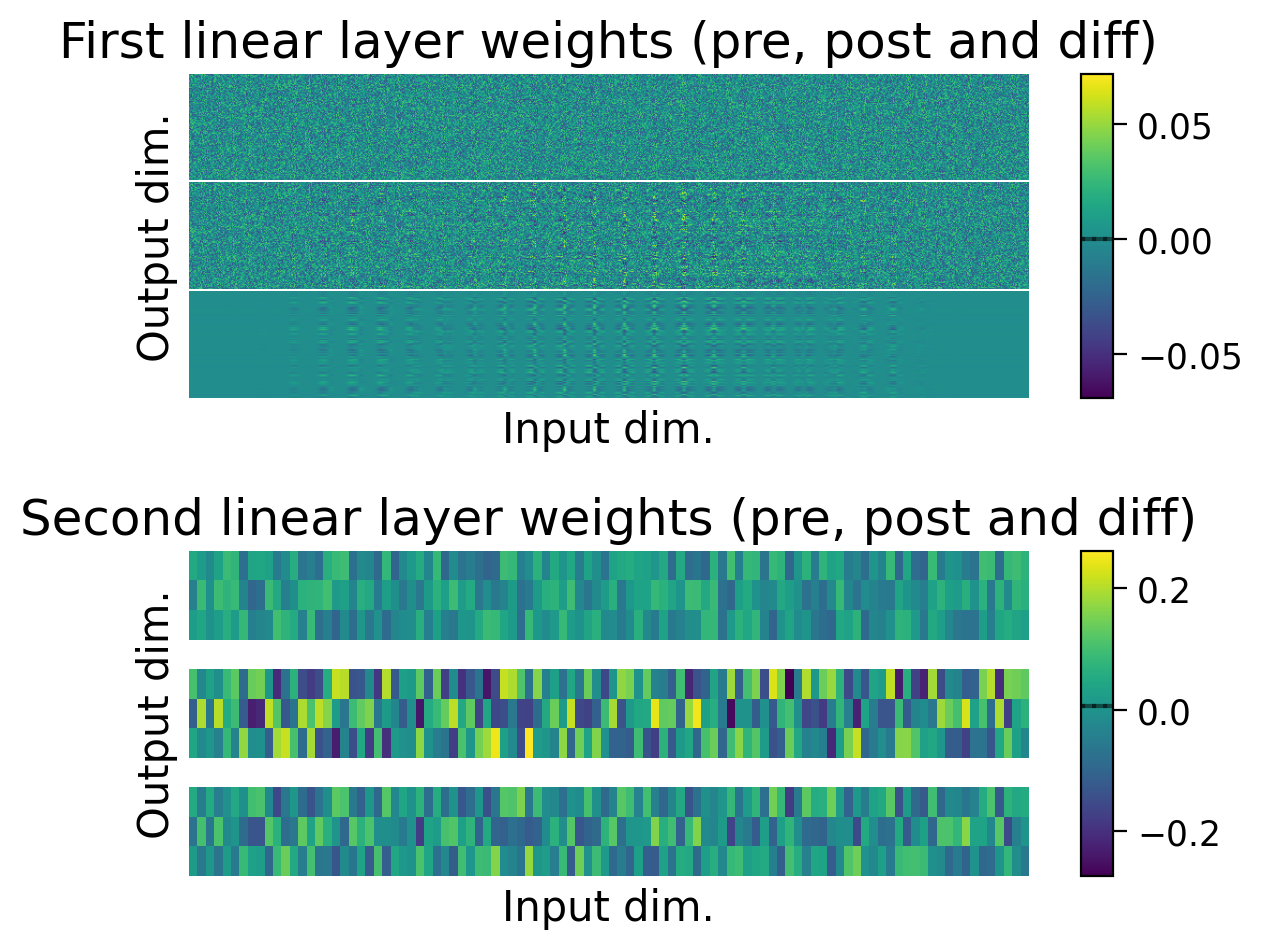 First linear layer weights (pre, post and diff)
Output dim.
0.05
0.00
−0.05
Input dim.
Second linear layer weights (pre, post and diff)
Output dim.
0.2
0.0
−0.2
Input dim.